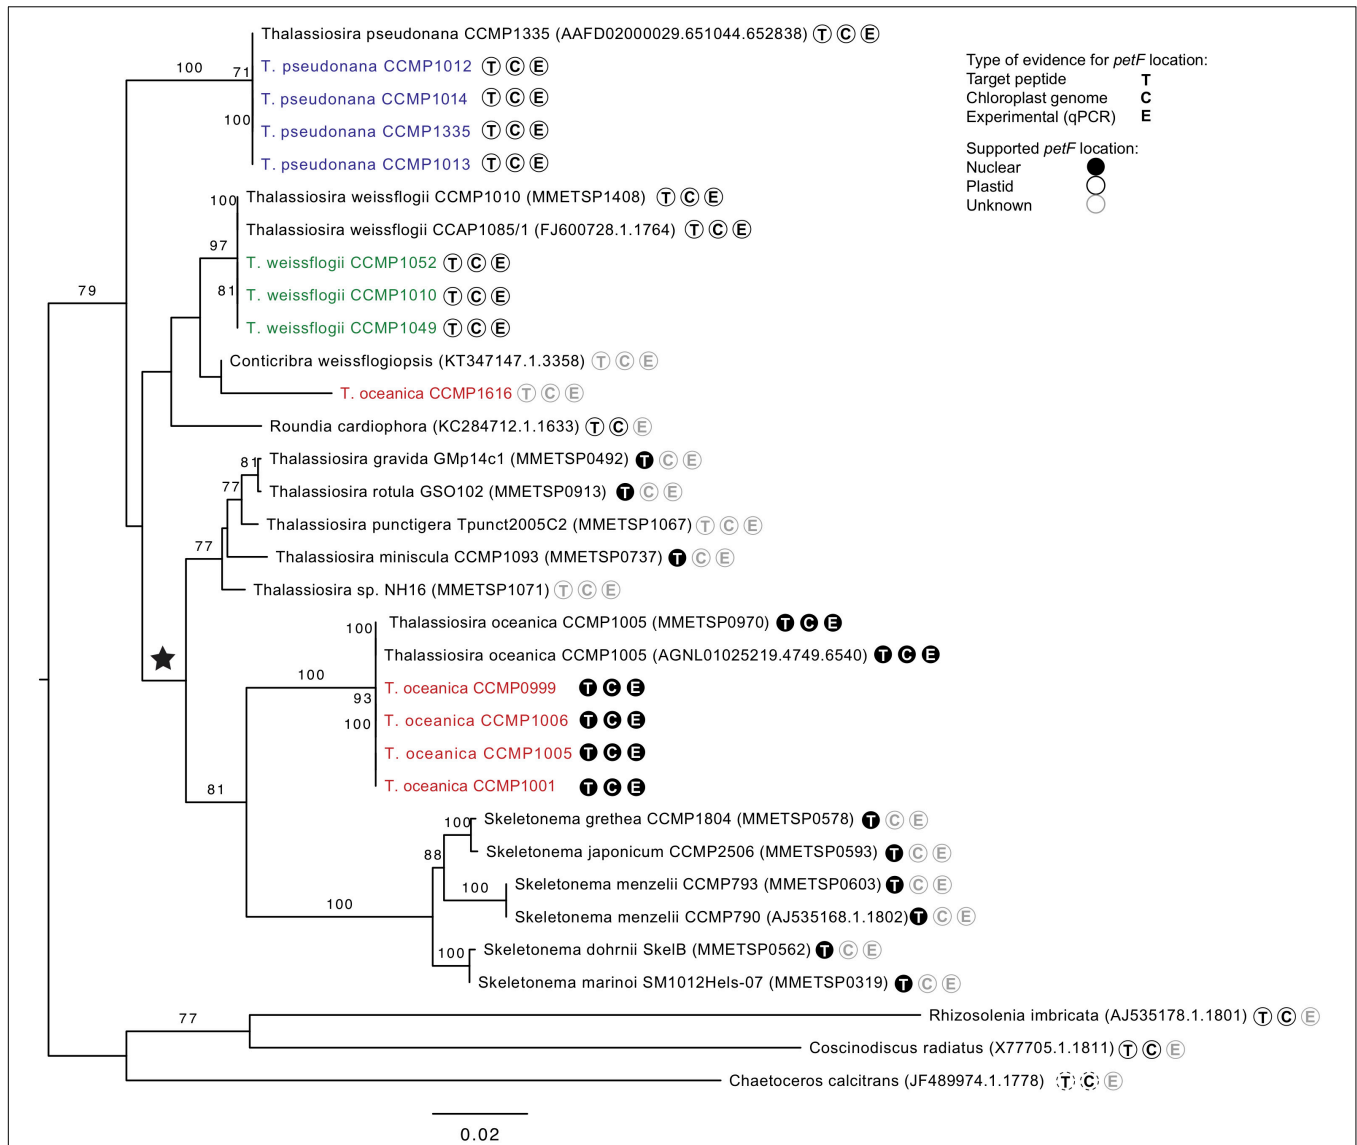 Thalassiosira pseudonana CCMP1335 (AAFD02000029.651044.652838) T C E
100
71
T. pseudonana CCMP1012 T C E
T. pseudonana CCMP1014 T C E
100
T. pseudonana CCMP1335 T C E
T. pseudonana CCMP1013 T C E
Type of evidence for petF location:
Target peptide T
Chloroplast genome C
Experimental (qPCR) E
Supported petF location:
Nuclear
Plastid
Unknown
100
Thalassiosira weissflogii CCMP1010 (MMETSP1408) T C E
Thalassiosira weissflogii CCAP1085/1 (FJ600728.1.1764) T C E
97
T. weissflogii CCMP1052 T C E
79
81
T. weissflogii CCMP1010 T C E
T. weissflogii CCMP1049 T C E
Conticribra weissflogiopsis (KT347147.1.3358) T C E
T. oceanica CCMP1616 T C E
Roundia cardiophora (KC284712.1.1633) T C E
81
Thalassiosira gravida GMp14c1 (MMETSP0492) T C E
77
Thalassiosira rotula GSO102 (MMETSP0913) T C E
Thalassiosira punctigera Tpunct2005C2 (MMETSP1067) T C E
77
Thalassiosira miniscula CCMP1093 (MMETSP0737) T C E
Thalassiosira sp. NH16 (MMETSP1071) T C E
100
Thalassiosira oceanica CCMP1005 (MMETSP0970) T C E
Thalassiosira oceanica CCMP1005 (AGNL01025219.4749.6540) T C E
100
93
T. oceanica CCMP0999 T C E
100
T. oceanica CCMP1006 T C E
T. oceanica CCMP1005 T C E
81
T. oceanica CCMP1001 T C E
100
Skeletonema grethea CCMP1804 (MMETSP0578) T C E
88
Skeletonema japonicum CCMP2506 (MMETSP0593) T C E
100
Skeletonema menzelii CCMP793 (MMETSP0603) T C E
100
Skeletonema menzelii CCMP790 (AJ535168.1.1802) T C E
100
Skeletonema dohrnii SkelB (MMETSP0562) T C E
Skeletonema marinoi SM1012Hels-07 (MMETSP0319) T C E
77
Rhizosolenia imbricata (AJ535178.1.1801) T C E
Coscinodiscus radiatus (X77705.1.1811) T C E
Chaetoceros calcitrans (JF489974.1.1778) T C E
0.02